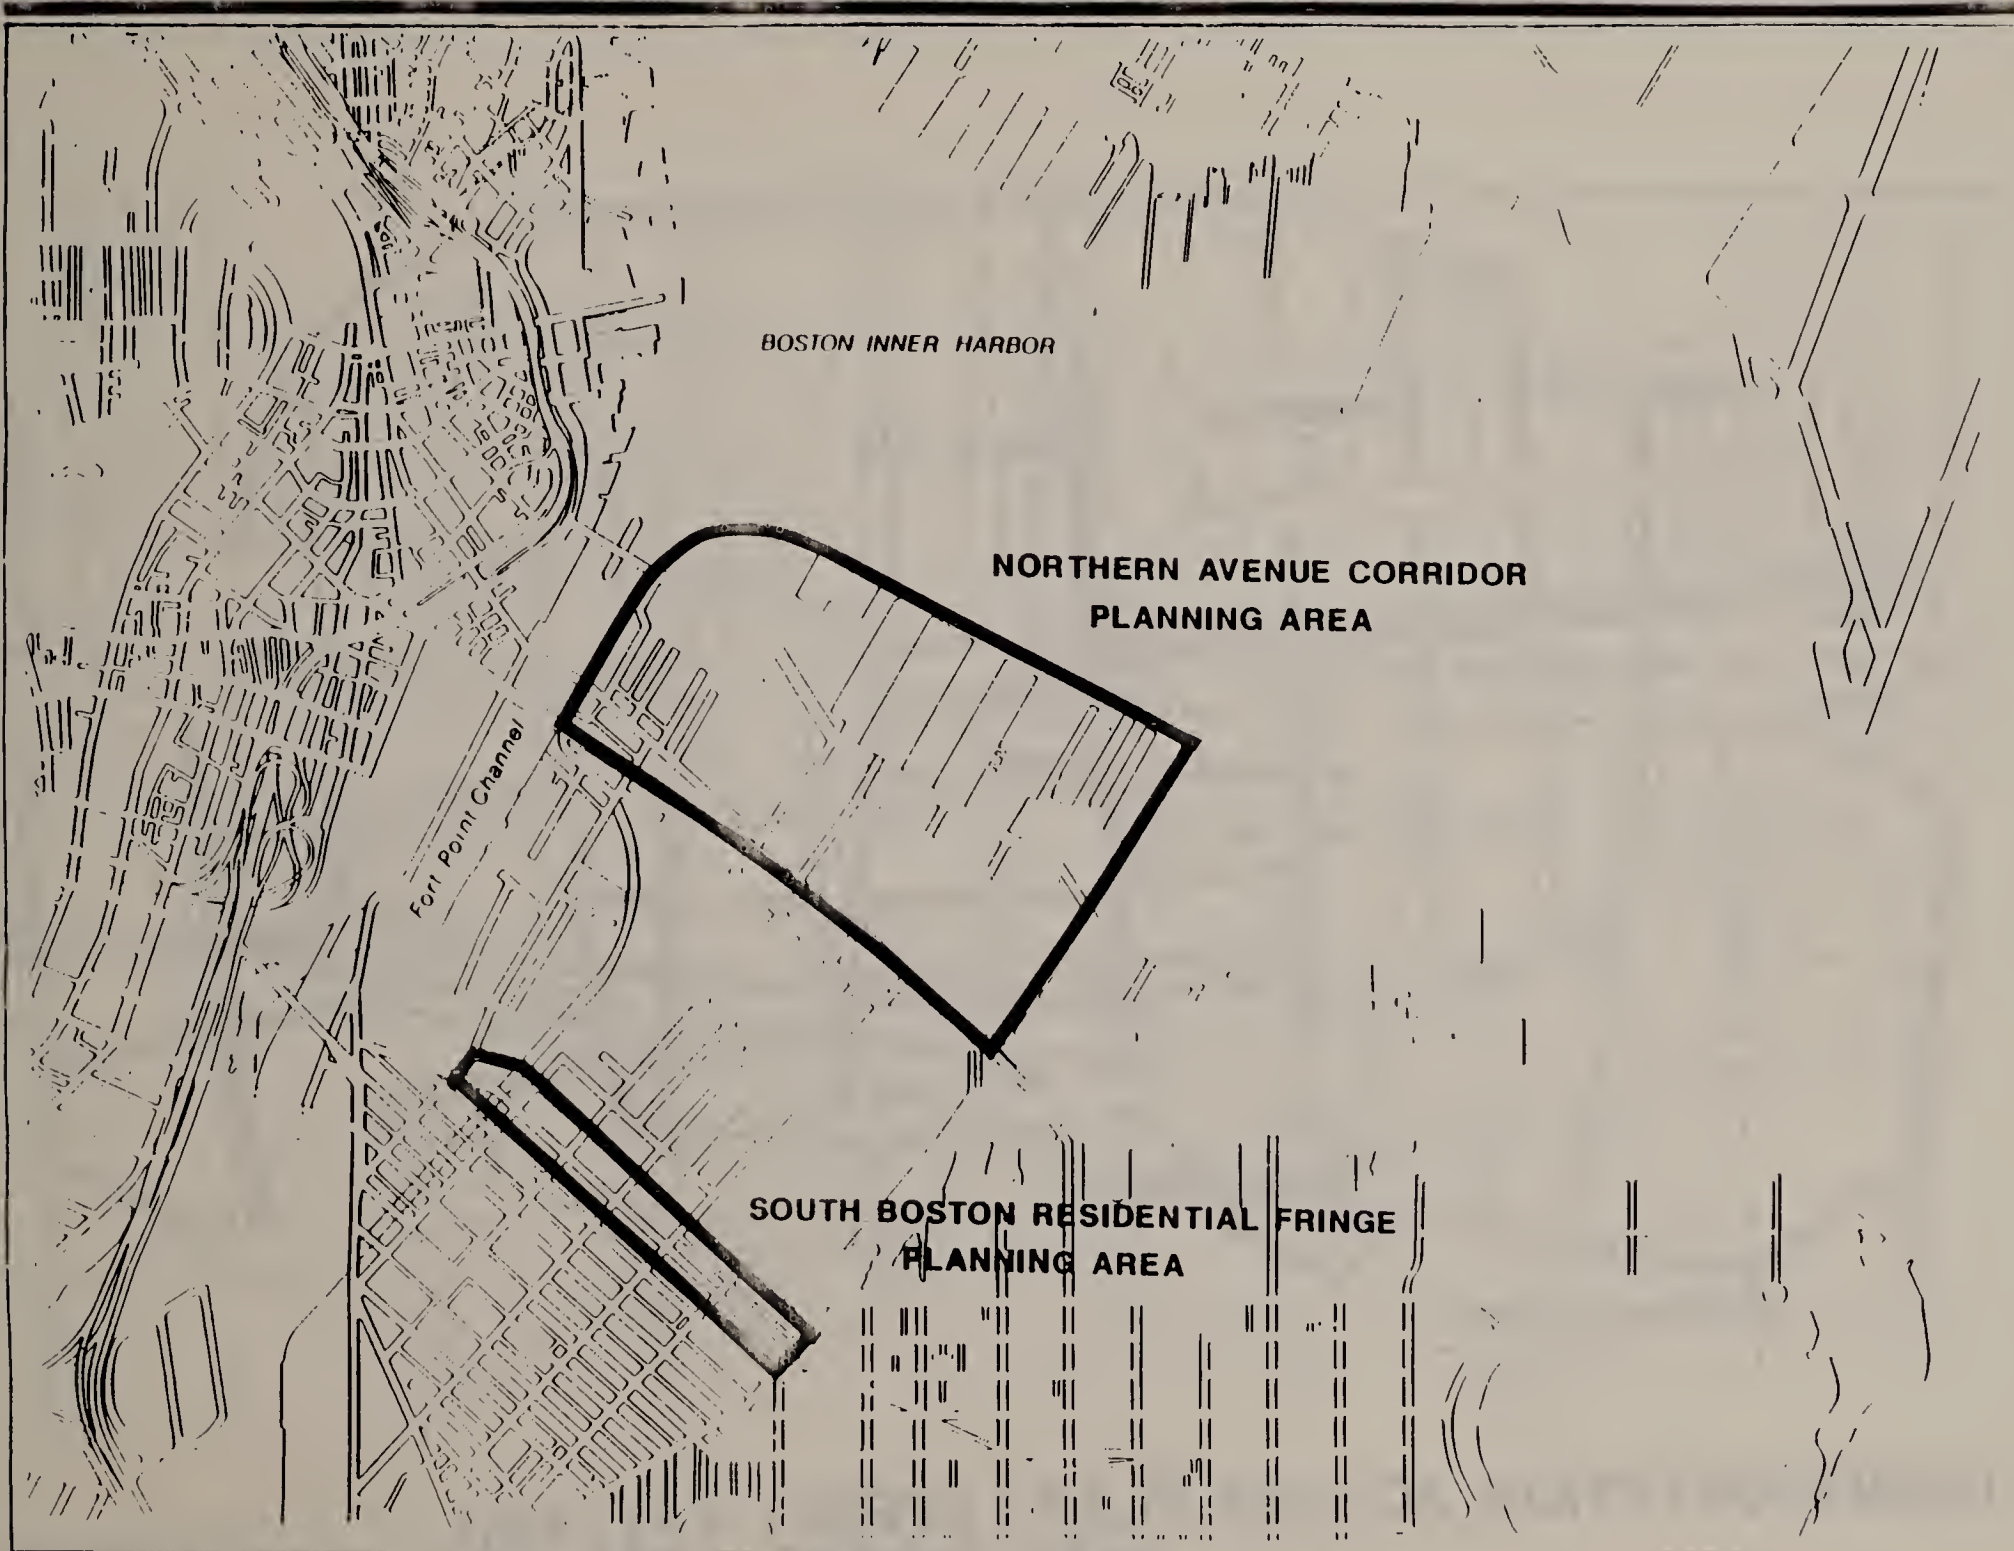 BOSTON INNER HARBOR
NORTHERN AVENUE CORRIDOR
PLANNING AREA
Fort Point Channel
SOUTH BOSTON RESIDENTIAL FRINGE
PLANNING AREA